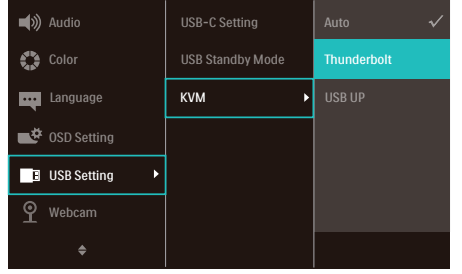 Audio
Color
Language
OSD Setting
USB Setting
Webcam
USB-C Setting
USB Standby Mode
KVM
Auto
Thunderbolt
USB UP